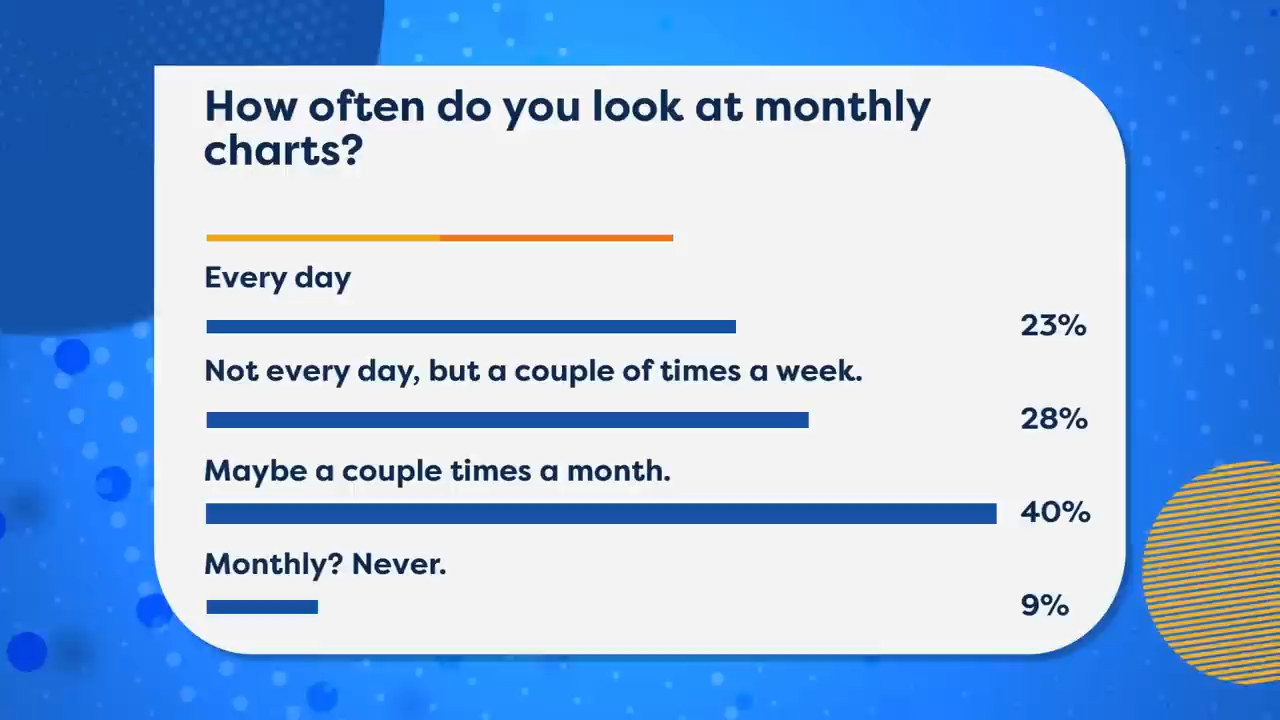 How often do you look at monthly
charts?
Every day
23%
Not every day, but a couple of times a week.
28%
Maybe a couple times a month.
40%
Monthly? Never.
9%